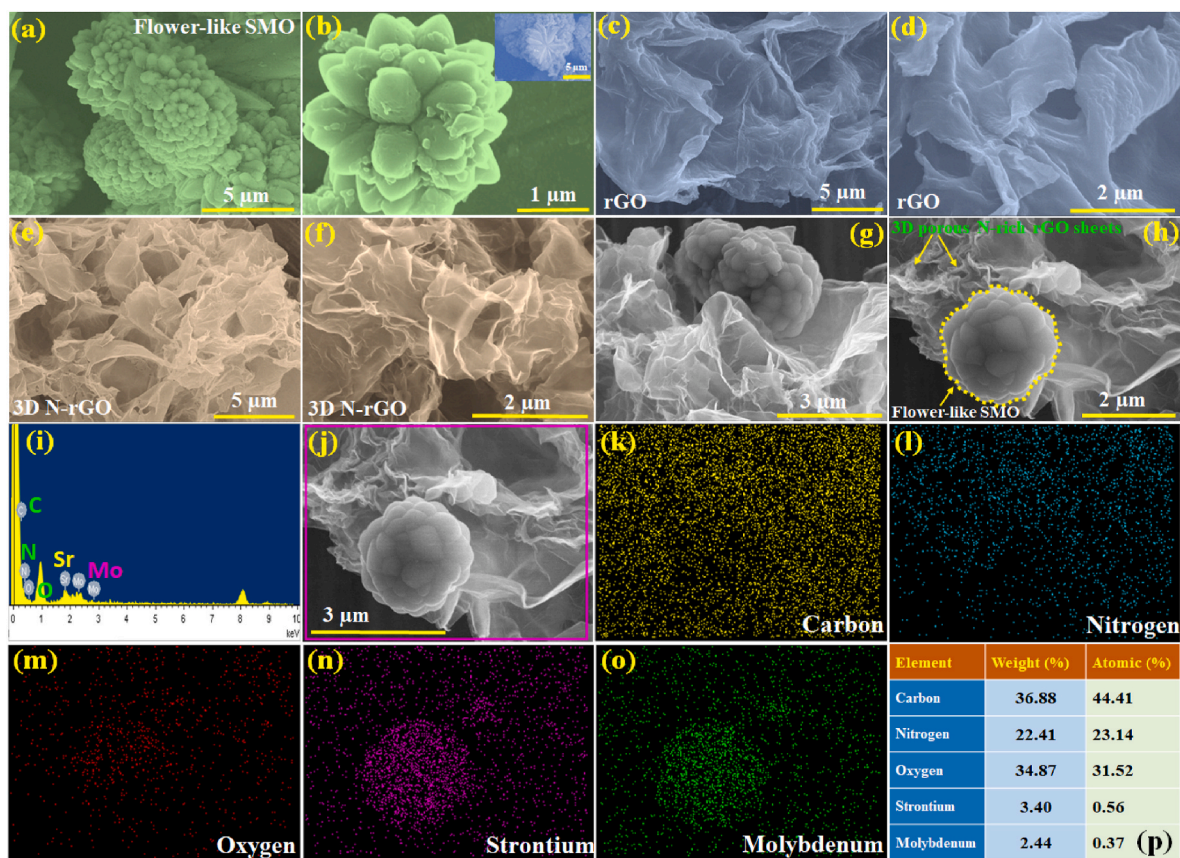 (a)
Flower-like SMO
5 µm
(b)
5 µm
1 µm
(c)
5 µm
rGO
(d)
2 µm
rGO
(e)
5 µm
3D N-rGO
(f)
2 µm
3D N-rGO
(g)
3 µm
3D porous N rich rGO sheets
(h)
Flower-like SMO
(i)
C
N
O
Sr
Mo
N
O
Sr
Mo
Mo
0 1 2 3 4 5 6 7 8 9 10
keV
(j)
3 µm
(k)
Carbon
(l)
Nitrogen
(m)
Oxygen
(n)
Strontium
(o)
Molybdenum
Element Weight (%) Atomic (%)
Carbon 36.88 44.41
Nitrogen 22.41 23.14
Oxygen 34.87 31.52
Strontium 3.40 0.56
Molybdenum 2.44 0.37 (p)